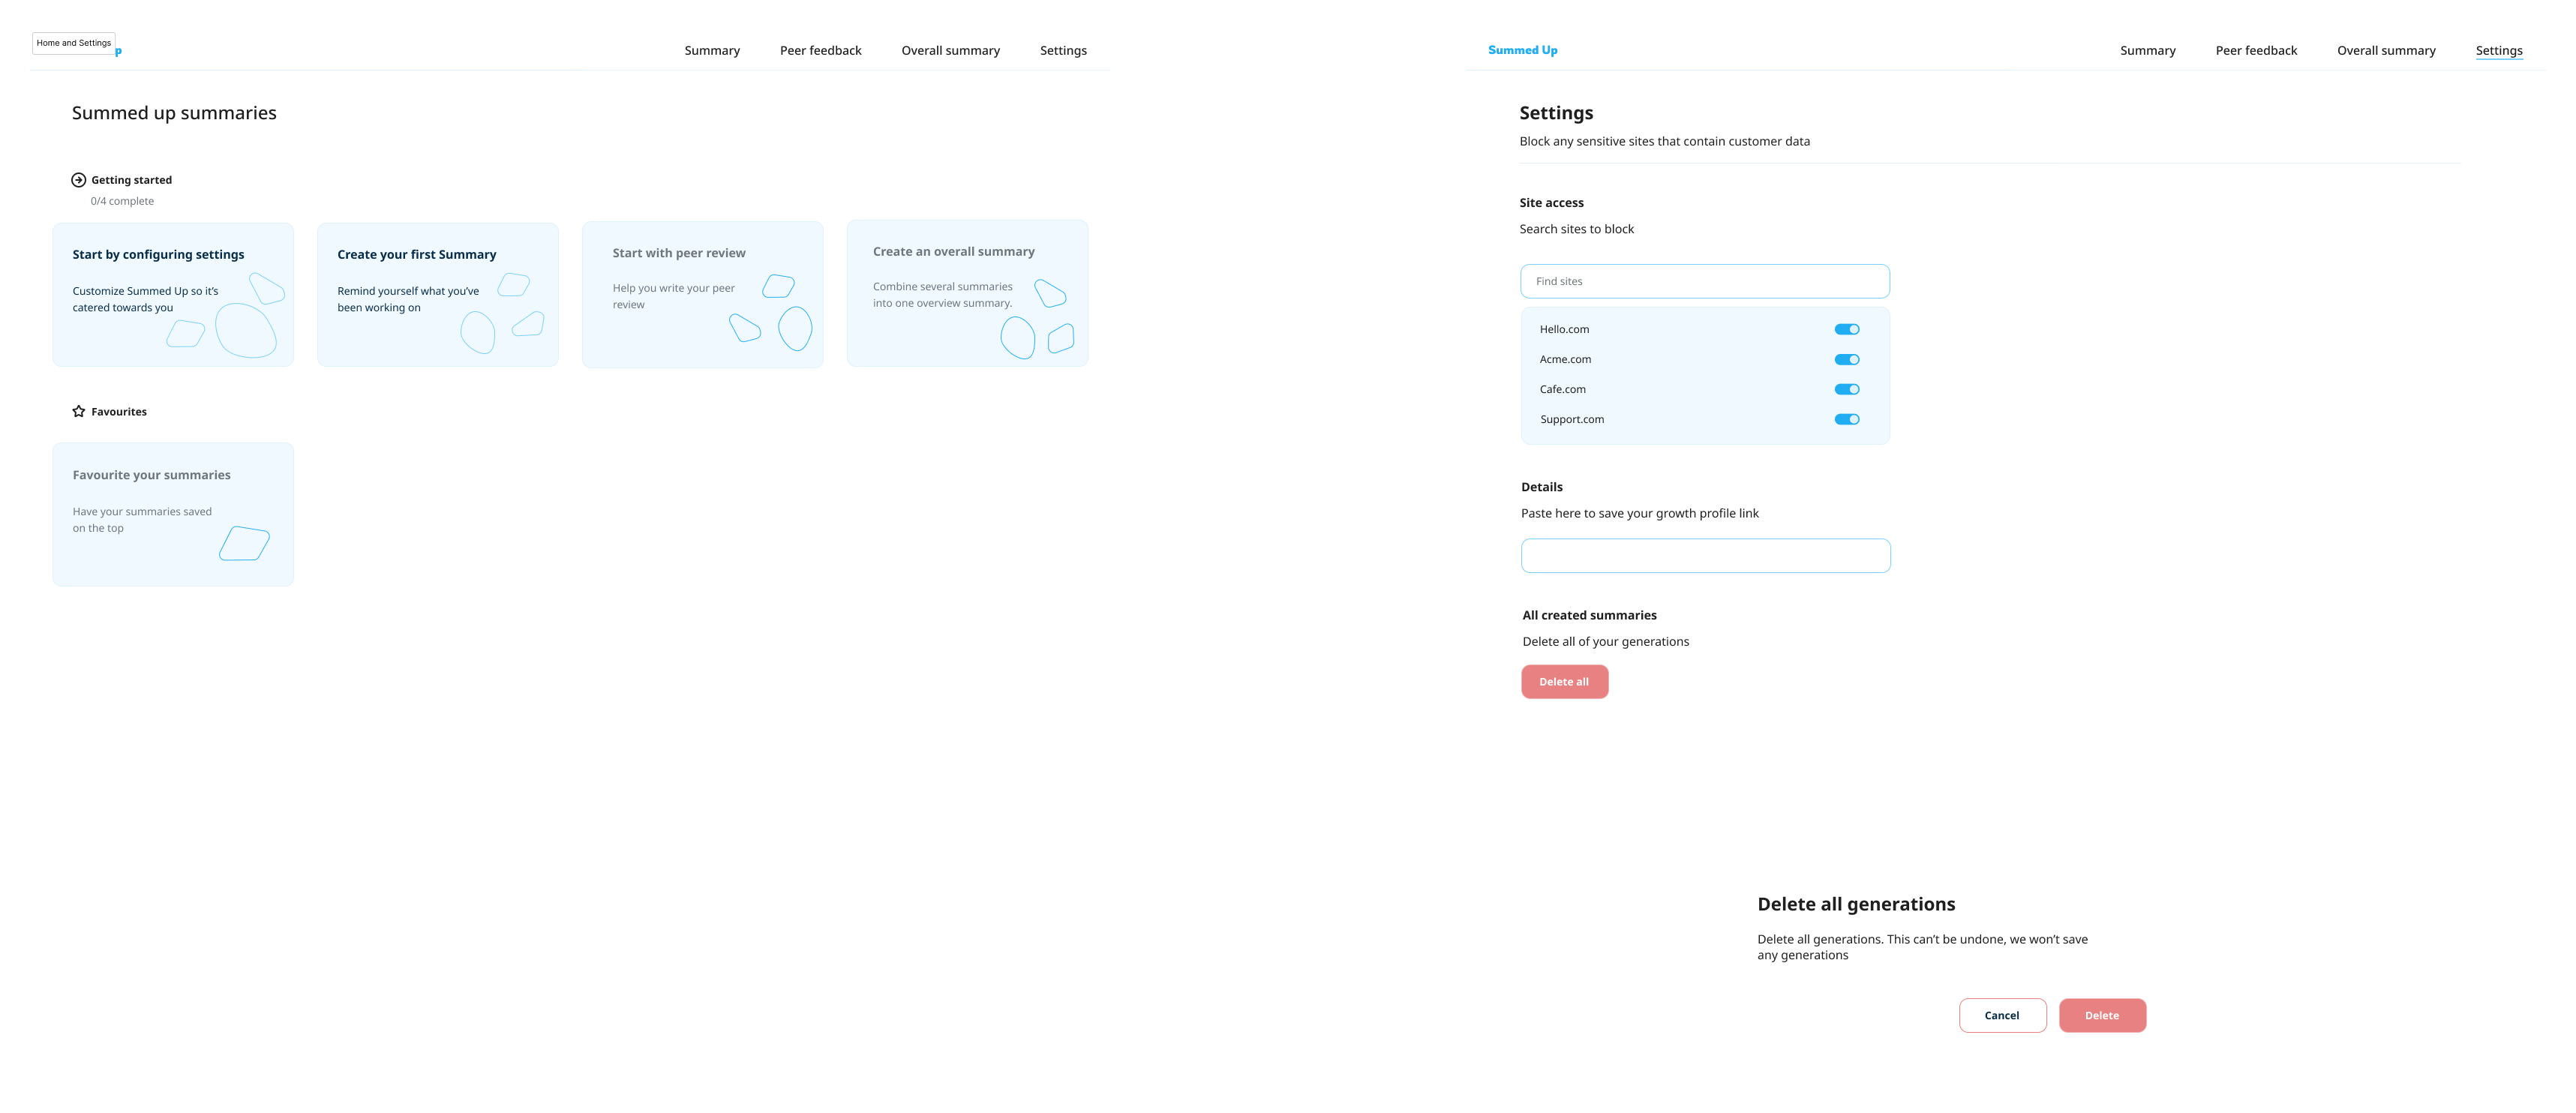 Home and Settings
p
Summary
Peer feedback
Overall summary
Settings
Summed up summaries
Getting started
0/4 complete
Start by configuring settings
Customize Summed Up so it's
catered towards you
Create your first Summary
Remind yourself what you've
been working on
Start with peer review
Help you write your peer
review
Create an overall summary
Combine several summaries
into one overview summary.
Favourites
Favourite your summaries
Have your summaries saved
on the top
Summed Up
Summary
Peer feedback
Overall summary
Settings
Settings
Block any sensitive sites that contain customer data
Site access
Search sites to block
Find sites
Hello.com
Acme.com
Cafe.com
Support.com
Details
Paste here to save your growth profile link
All created summaries
Delete all of your generations
Delete all
Delete all generations
Delete all generations. This can't be undone, we won't save
any generations
Cancel
Delete